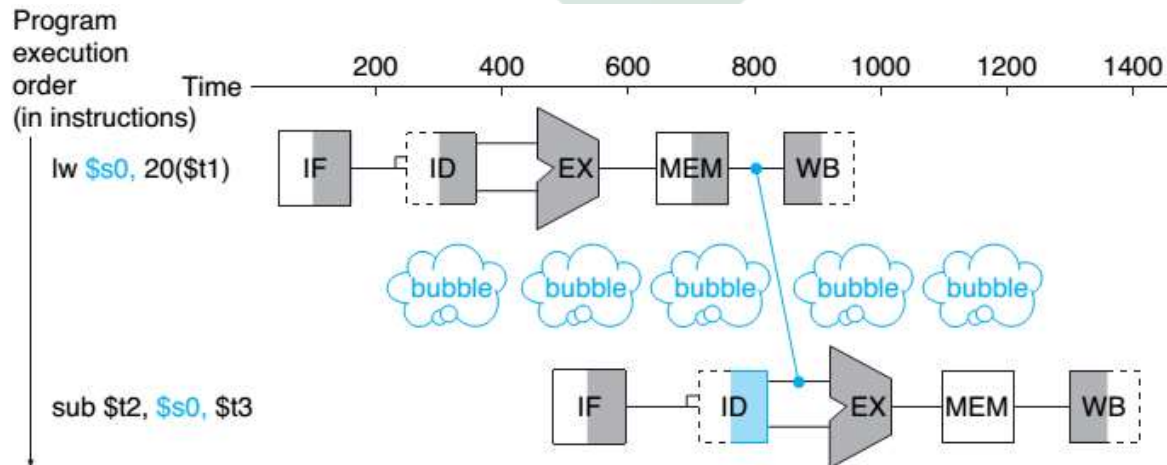 Program
execution
order
(in instructions)
Time
200 400 600 800 1000 1200 1400
lw $s0, 20($t1)
IF ID EX MEM WB
bubble bubble bubble bubble bubble
sub $t2, $s0, $t3
IF ID EX MEM WB